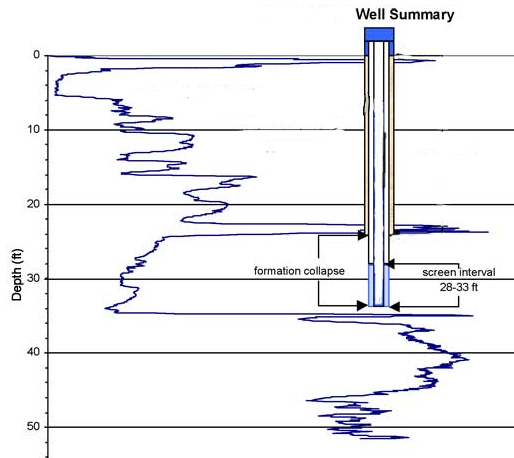 Well Summary
0
10
20
30
40
50
Depth (ft)
formation collapse
screen interval
28-33 ft